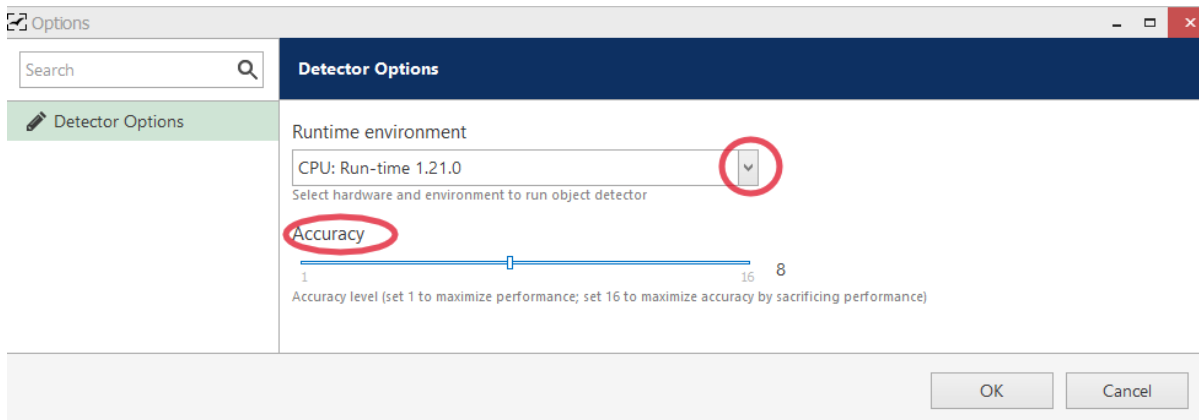 Options
Search
Detector Options
Detector Options
Runtime environment
CPU: Run-time 1.21.0
Select hardware and environment to run object detector
Accuracy
1
16
8
Accuracy level (set 1 to maximize performance; set 16 to maximize accuracy by sacrificing performance)
OK
Cancel